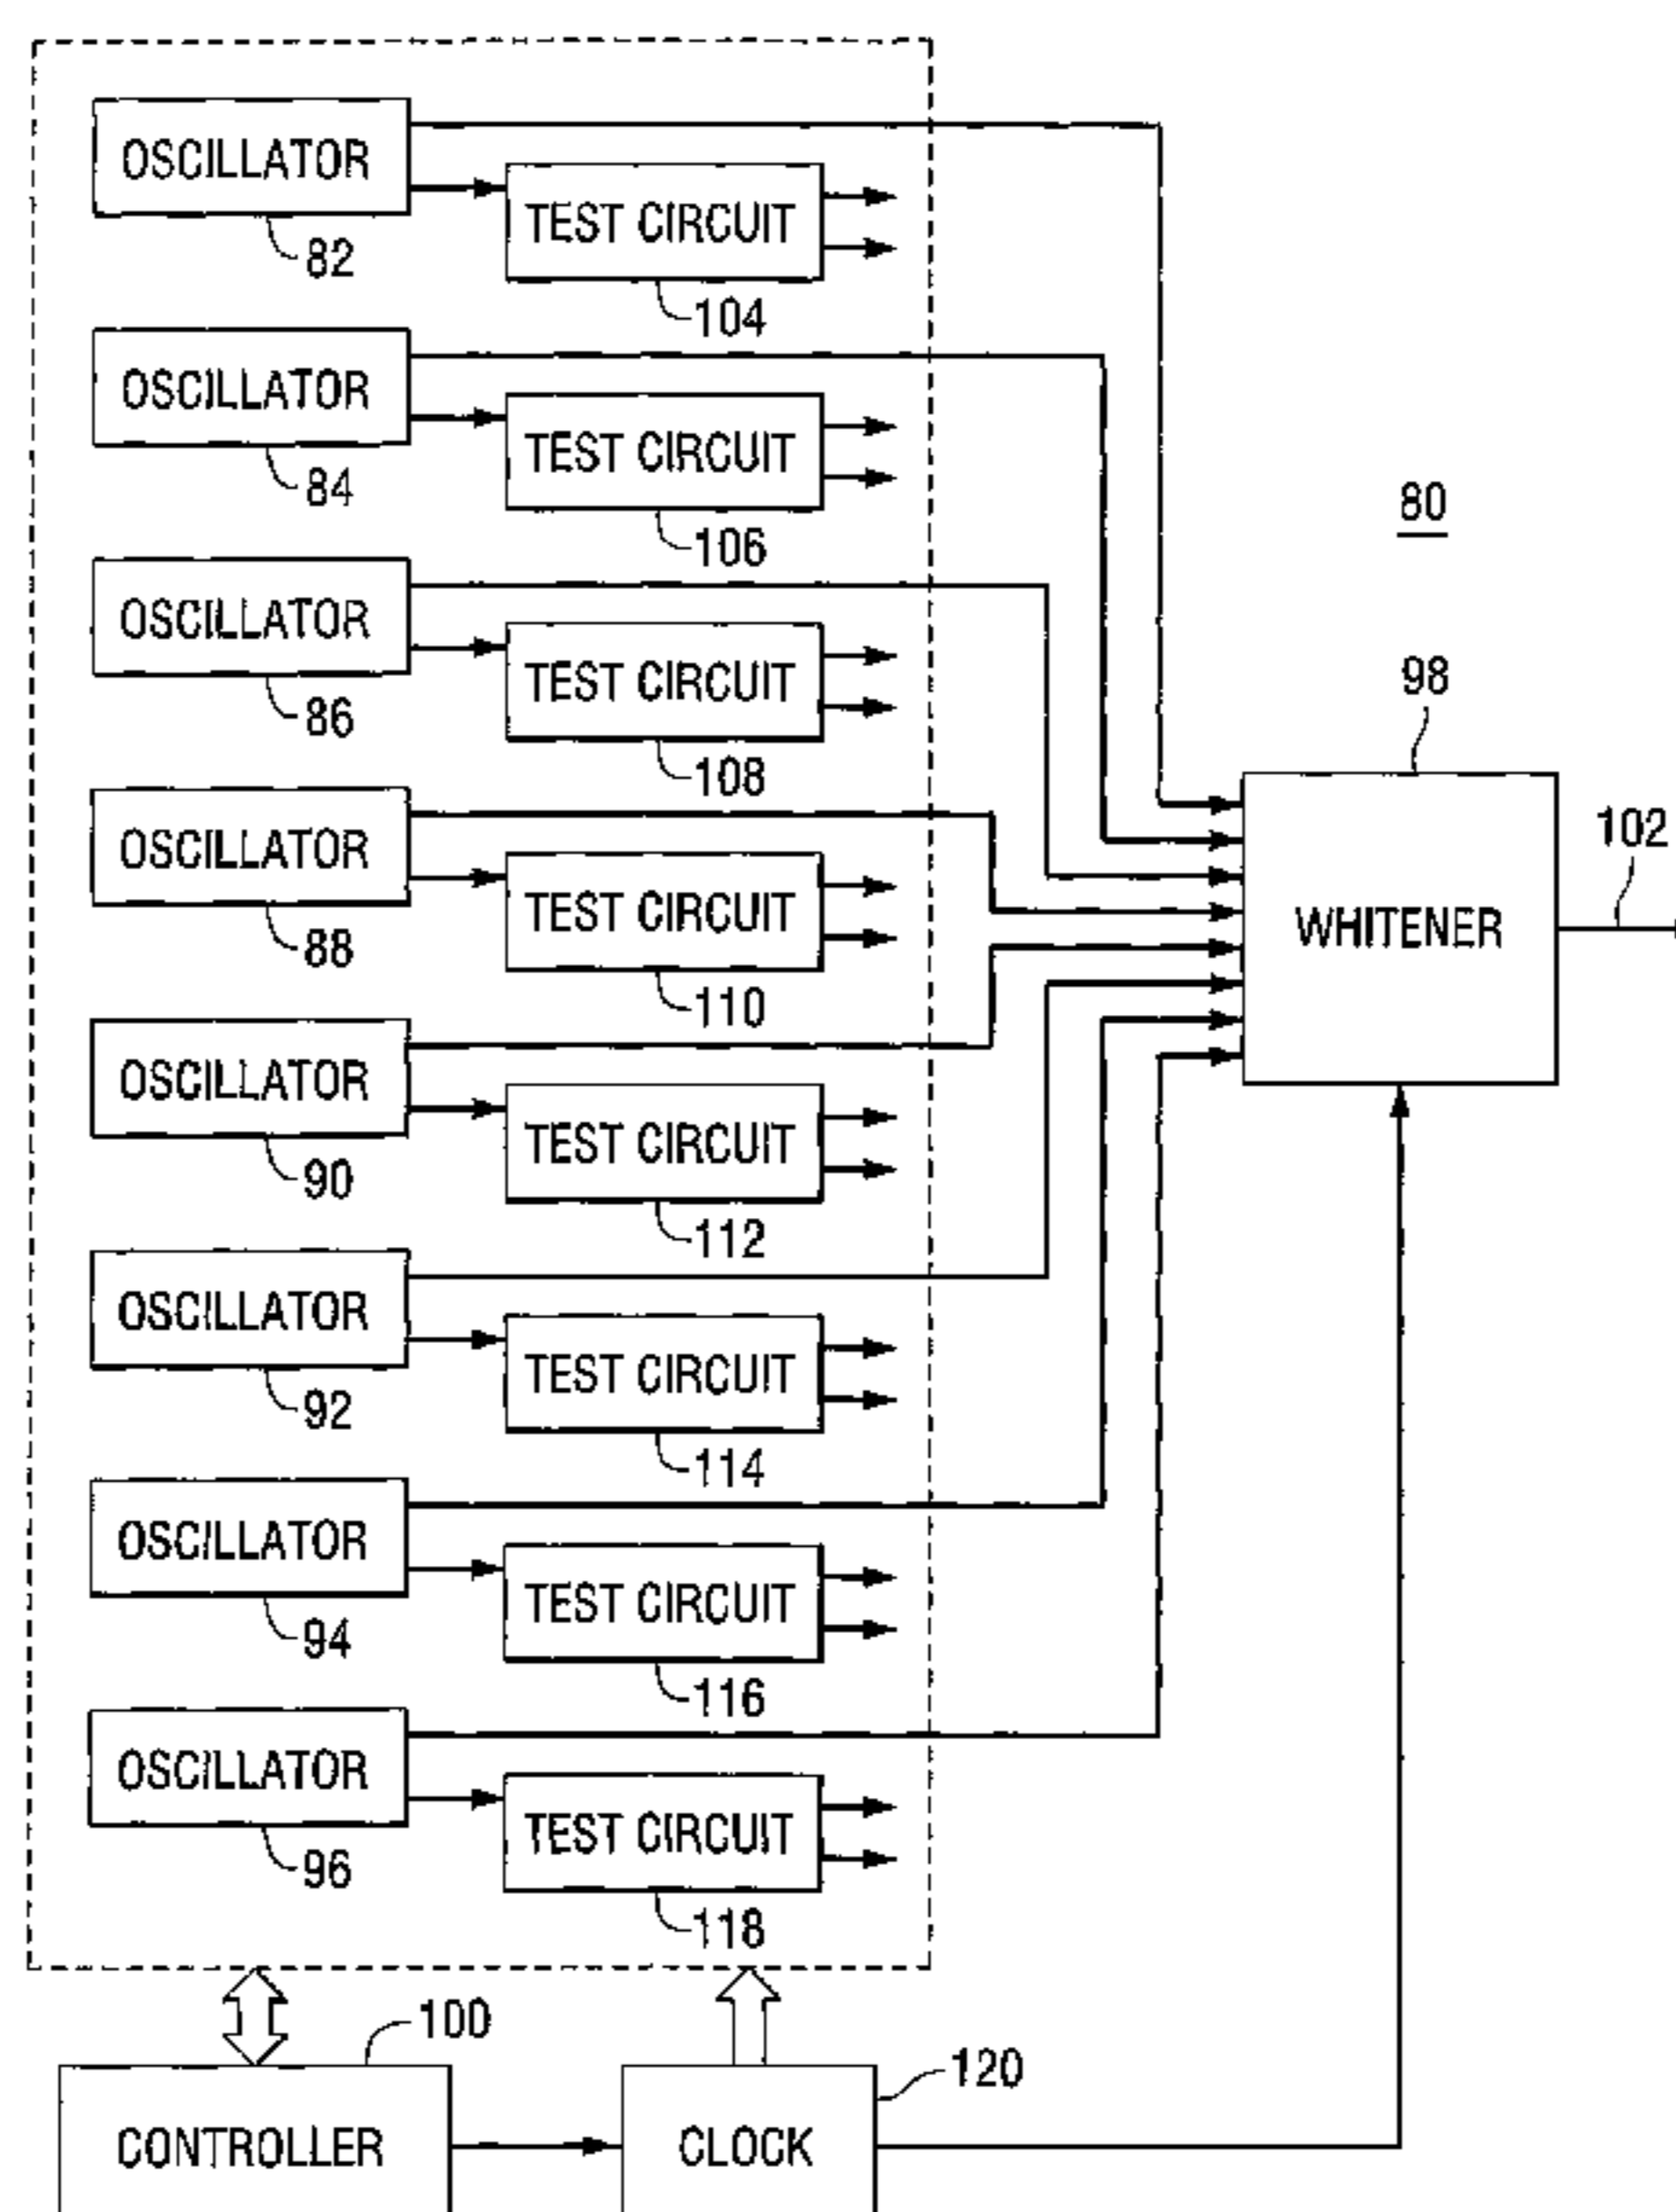 OSCILLATOR
82
TEST CIRCUIT
104
OSCILLATOR
84
TEST CIRCUIT
106
80
OSCILLATOR
86
TEST CIRCUIT
108
98
OSCILLATOR
88
TEST CIRCUIT
110
WHITENER
102
OSCILLATOR
90
TEST CIRCUIT
112
OSCILLATOR
92
TEST CIRCUIT
114
OSCILLATOR
94
TEST CIRCUIT
116
OSCILLATOR
96
TEST CIRCUIT
118
100
CONTROLLER
120
CLOCK